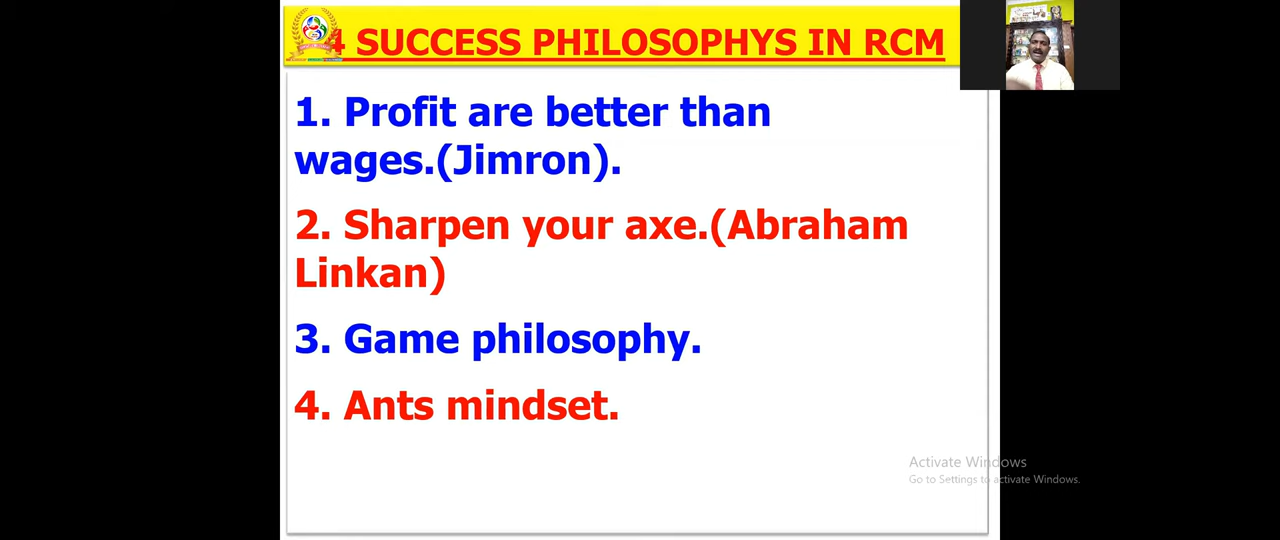 4 SUCCESS PHILOSOPHYS IN RCM
1. Profit are better than
wages.(Jimron).
2. Sharpen your axe.(Abraham
Linkan)
3. Game philosophy.
4. Ants mindset.
Activate Windows
Go to Settings to activate Windows.